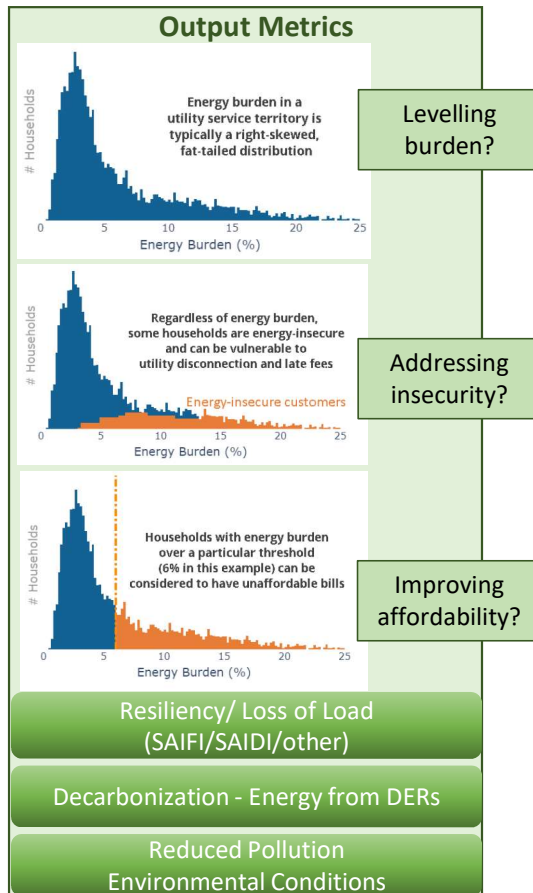 Output Metrics
# Households
Energy burden in a
utility service territory is
typically a right-skewed,
fat-tailed distribution
0 5 10 15 20 25
Energy Burden (%)
Levelling
burden?
# Households
Regardless of energy burden,
some households are energy-insecure
and can be vulnerable to
utility disconnection and late fees
Energy-insecure customers
0 5 10 15 20 25
Energy Burden (%)
Addressing
insecurity?
# Households
Households with energy burden
over a particular threshold
(6% in this example) can be
considered to have unaffordable bills
0 5 10 15 20 25
Energy Burden (%)
Improving
affordability?
Resiliency/ Loss of Load
(SAIFI/SAIDI/other)
Decarbonization - Energy from DERs
Reduced Pollution
Environmental Conditions